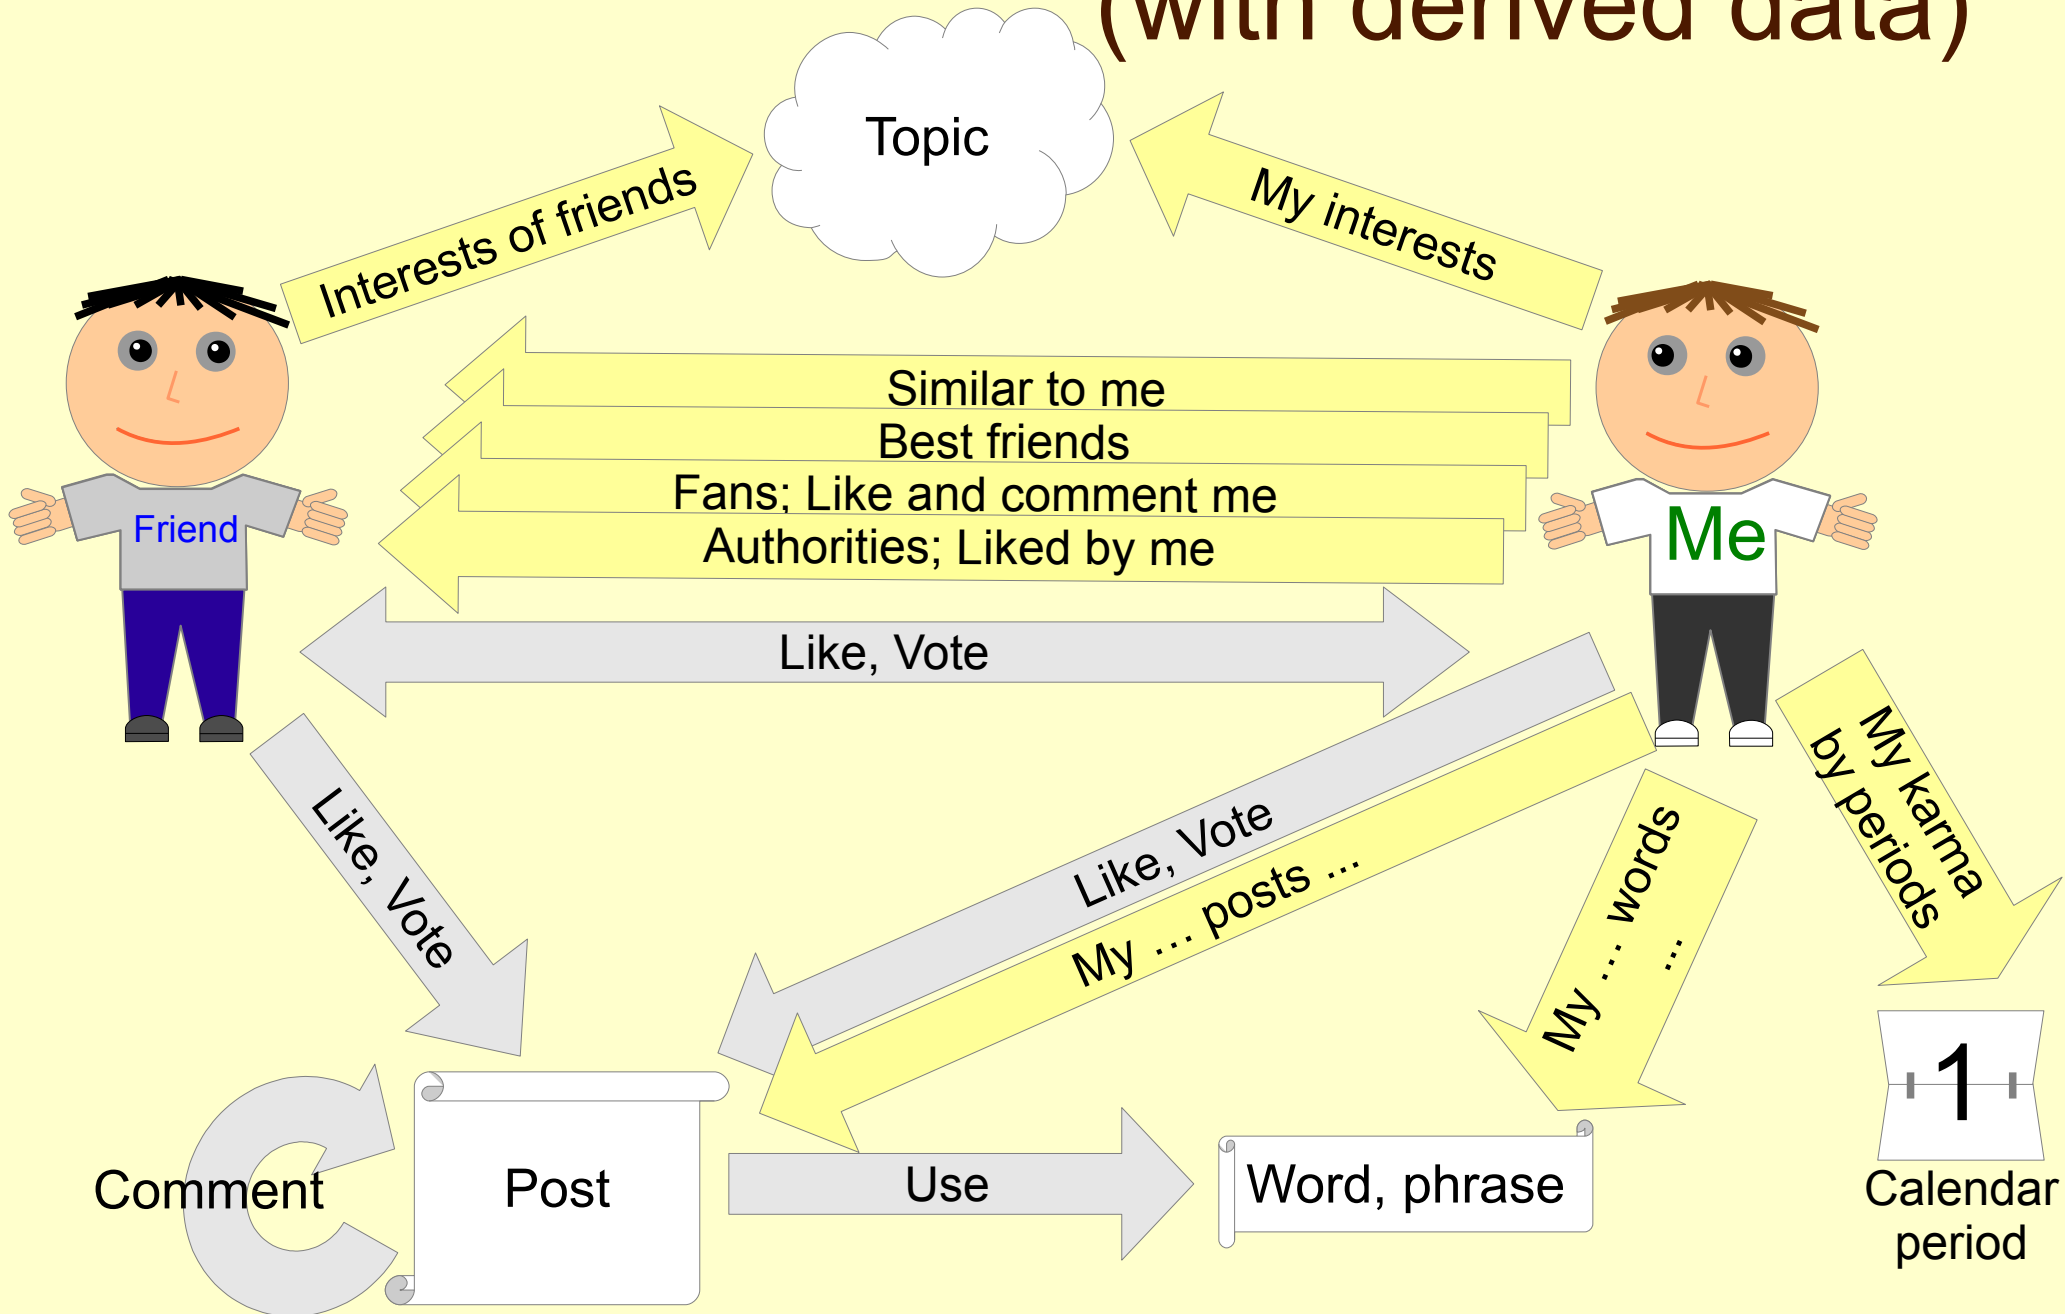 (with derived data)
Topic
Interests of friends
My interests
Similar to me
Best friends
Fans; Like and comment me
Authorities; Liked by me
Friend
Me
Like, Vote
Like, Vote
Like, Vote
My ... posts ...
My ... words
...
My karma
by periods
1
Comment
Post
Use
Word, phrase
Calendar
period